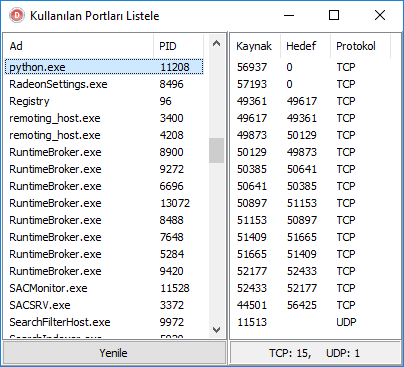 Kullanılan Portları Listele
Ad PID
python.exe 11208
RadeonSettings.exe 8496
Registry 96
remoting_host.exe 3400
remoting_host.exe 4208
RuntimeBroker.exe 8900
RuntimeBroker.exe 9272
RuntimeBroker.exe 6696
RuntimeBroker.exe 13072
RuntimeBroker.exe 8488
RuntimeBroker.exe 7648
RuntimeBroker.exe 5284
RuntimeBroker.exe 9420
SACMonitor.exe 11528
SACSRV.exe 3372
SearchFilterHost.exe 9972
Yenile
Kaynak Hedef Protokol
56937 0 TCP
57193 0 TCP
49361 49617 TCP
49617 49361 TCP
49873 50129 TCP
50129 49873 TCP
50385 50641 TCP
50641 50385 TCP
50897 51153 TCP
51153 50897 TCP
51409 51665 TCP
51665 51409 TCP
52177 52433 TCP
52433 52177 TCP
44501 56425 TCP
11513 UDP
TCP: 15, UDP: 1